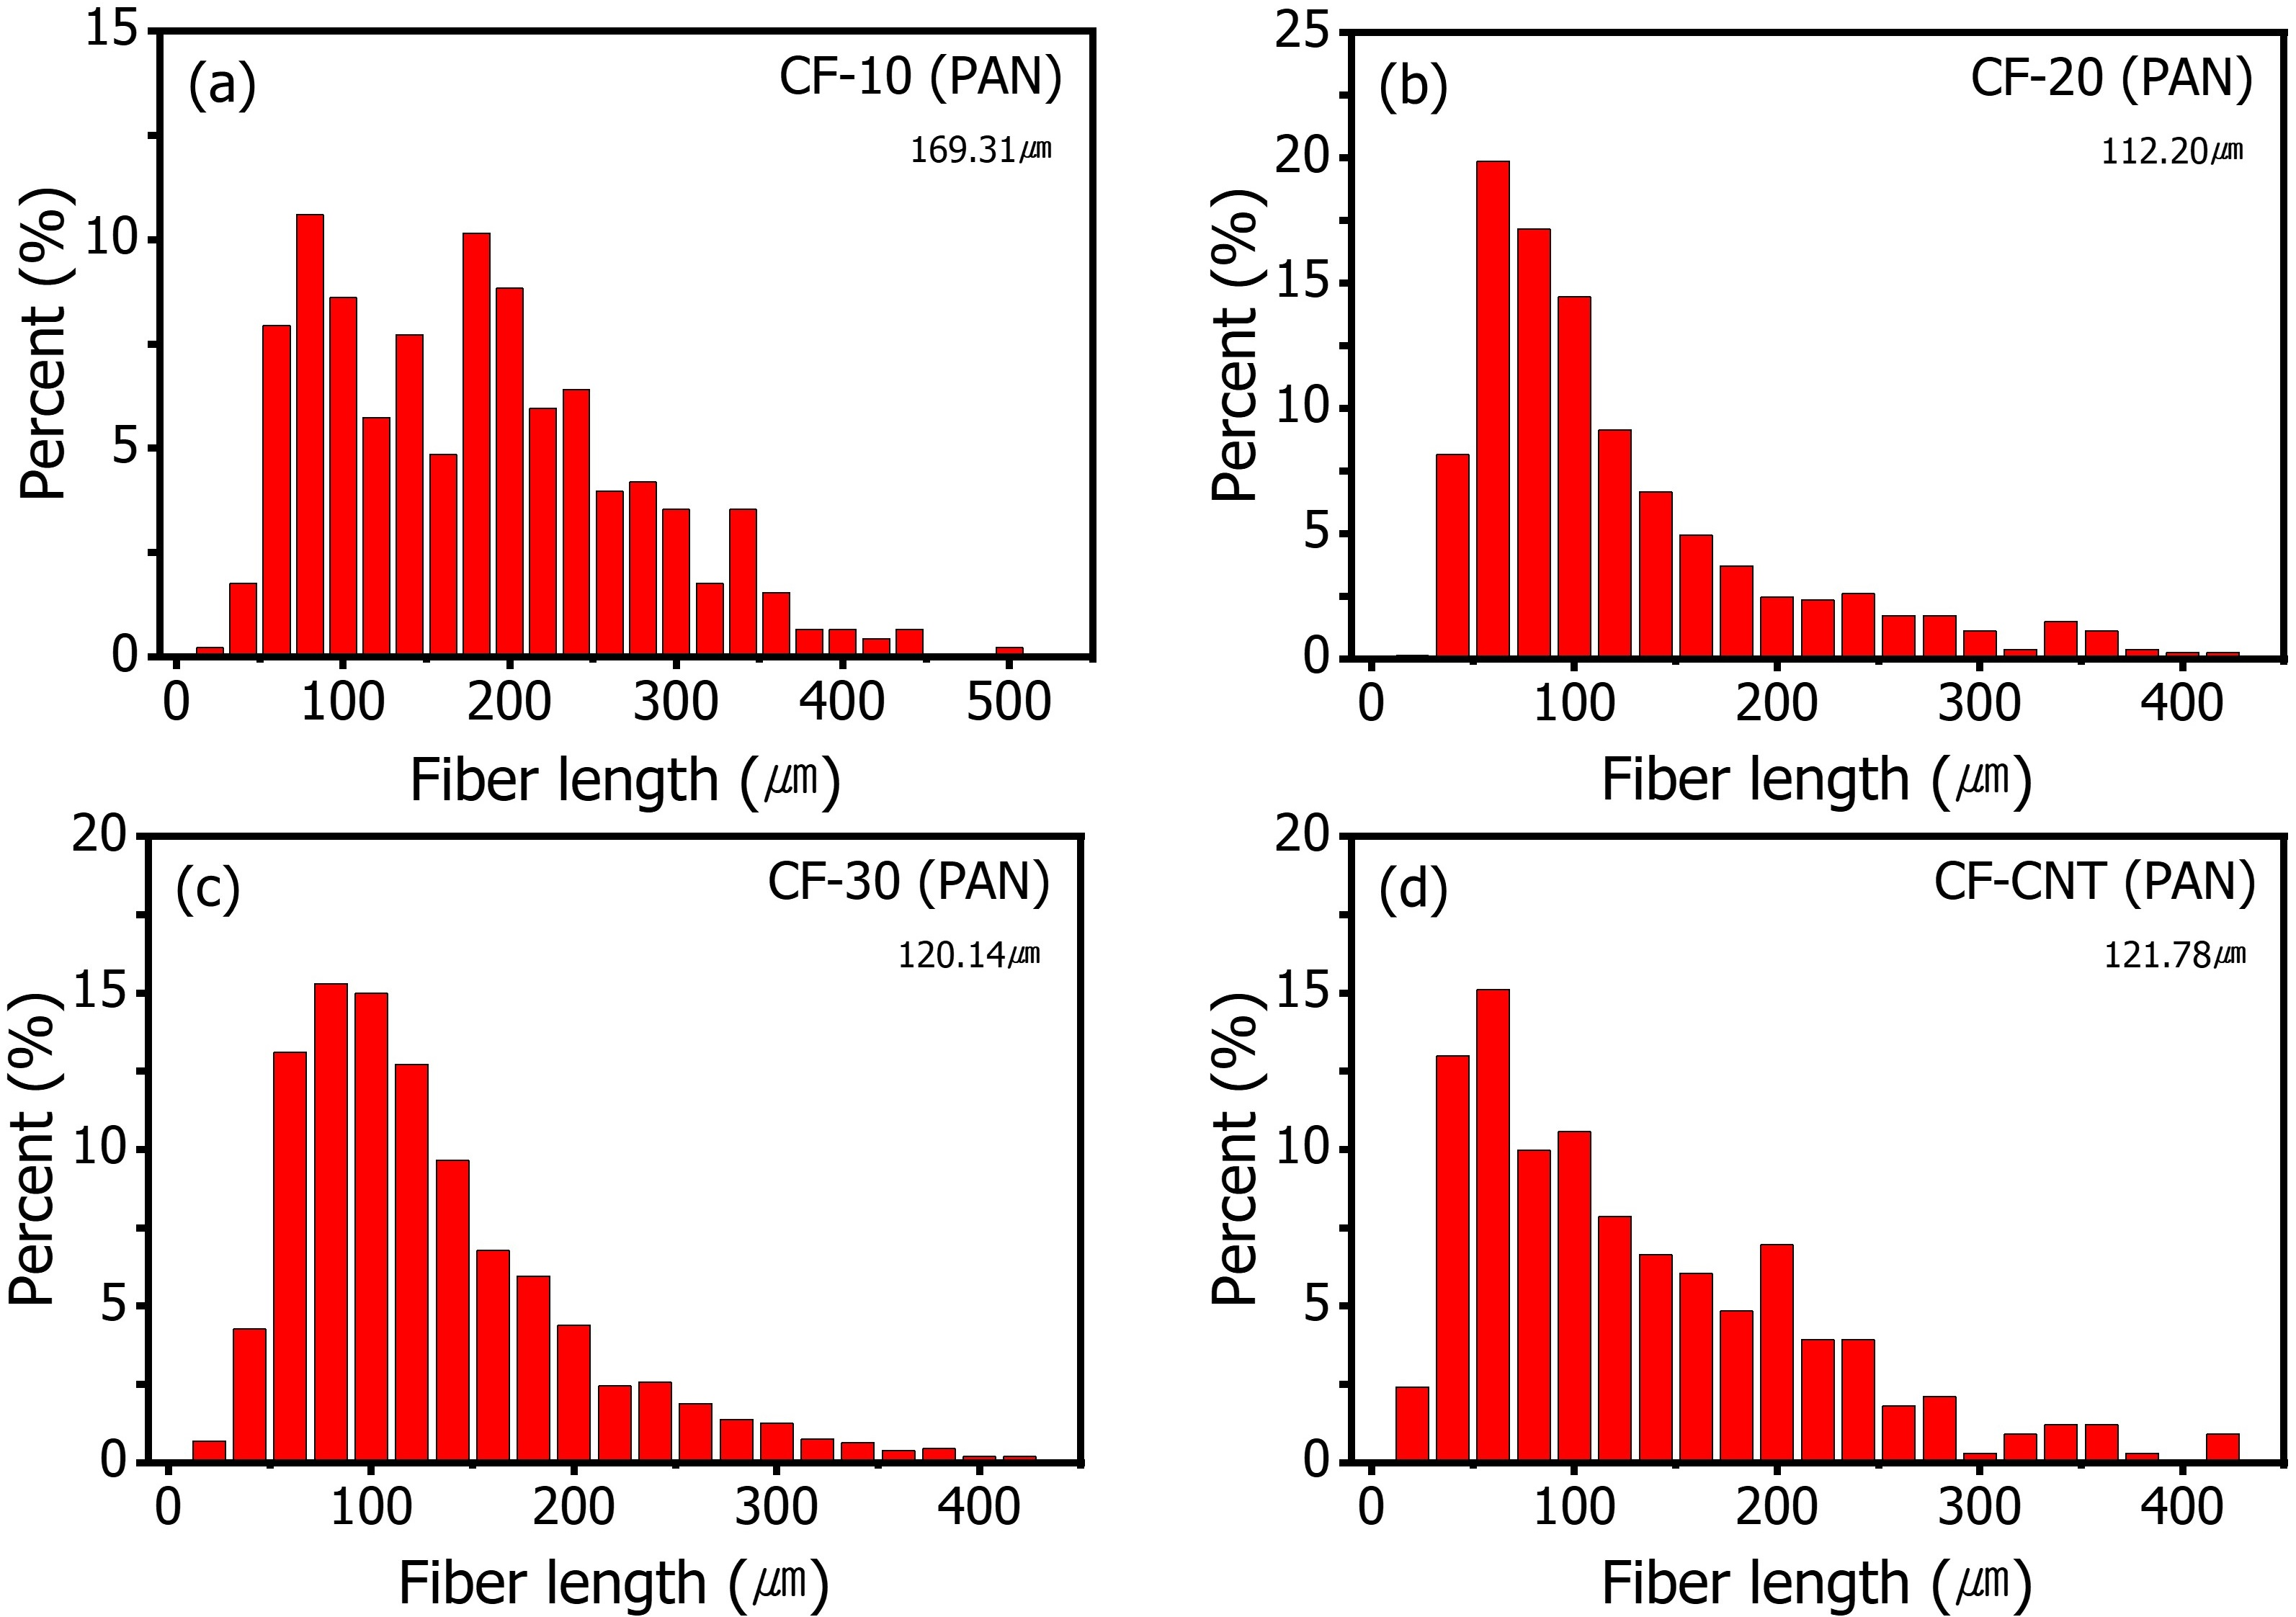 (a)
CF-10 (PAN)
169.31㎛
Percent (%)
15
10
5
0
0 100 200 300 400 500
Fiber length (㎛)
(b)
CF-20 (PAN)
112.20㎛
Percent (%)
25
20
15
10
5
0
0 100 200 300 400
Fiber length (㎛)
(c)
CF-30 (PAN)
120.14㎛
Percent (%)
20
15
10
5
0
0 100 200 300 400
Fiber length (㎛)
(d)
CF-CNT (PAN)
121.78㎛
Percent (%)
20
15
10
5
0
0 100 200 300 400
Fiber length (㎛)